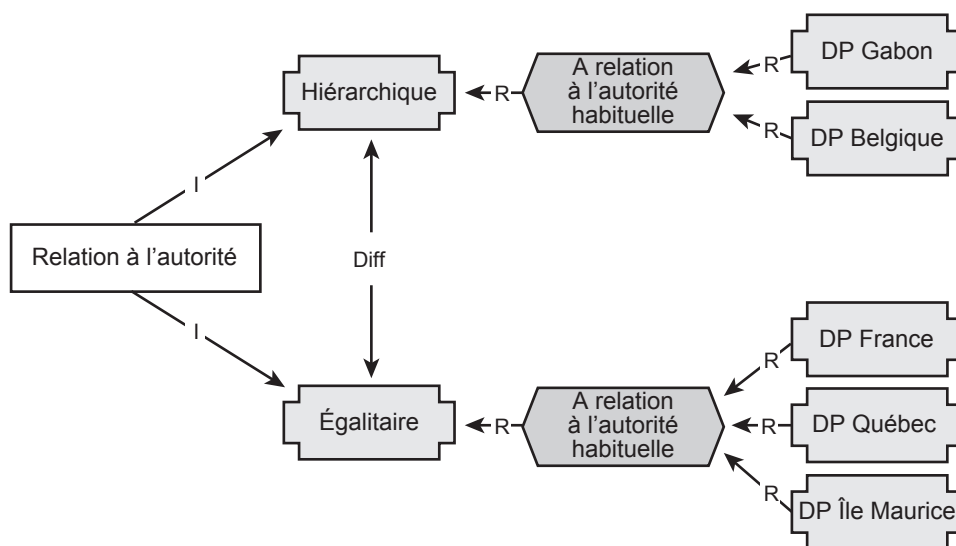 Hiérarchique
R
A relation
à l’autorité
habituelle
R
DP Gabon
R
DP Belgique
I
Relation à l’autorité
Diff
I
Égalitaire
R
A relation
à l’autorité
habituelle
R
DP France
R
DP Québec
R
DP Île Maurice